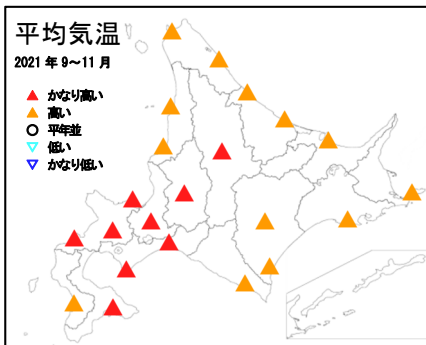 平均気温
2021 年 9～11 月
かなり高い
高い
平年並
低い
かなり低い